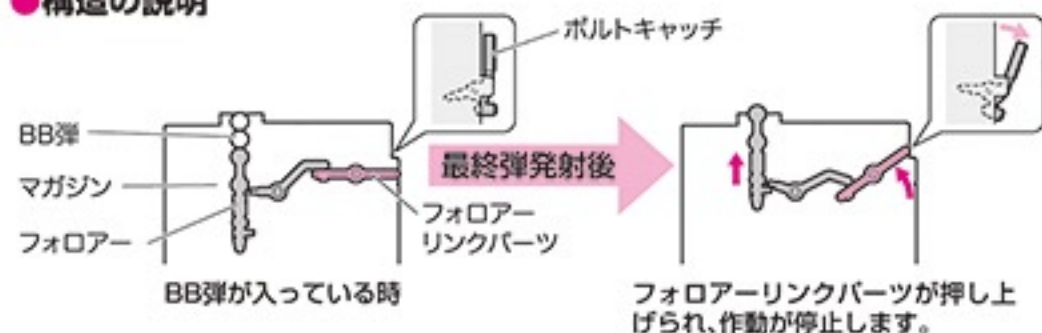 ●構造の説明
ボルトキャッチ
BB弾
マガジン
フォロアー
フォロアー
リンクパーツ
最終弾発射後
BB弾が入っている時
フォロアーリンクパーツが押し上
げられ、作動が停止します。